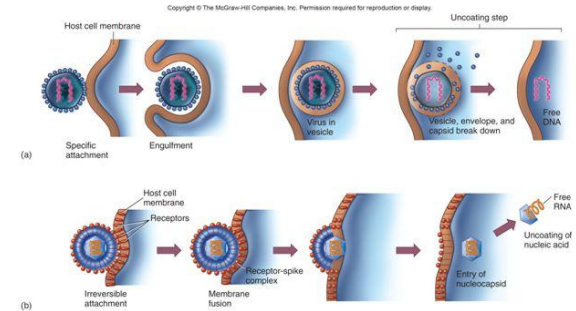 Copyright © The McGraw-Hill Companies, Inc. Permission required for reproduction or display.
Uncoating step
Host cell membrane
Virus in
vesicle
Vesicle, envelope, and
capsid break down
Free
DNA
Specific
attachment
Engulfment
(a)
Host cell
membrane
Receptors
Free
RNA
Uncoating of
nucleic acid
Receptor-spike
complex
Entry of
nucleocapsid
Irreversible
attachment
Membrane
fusion
(b)